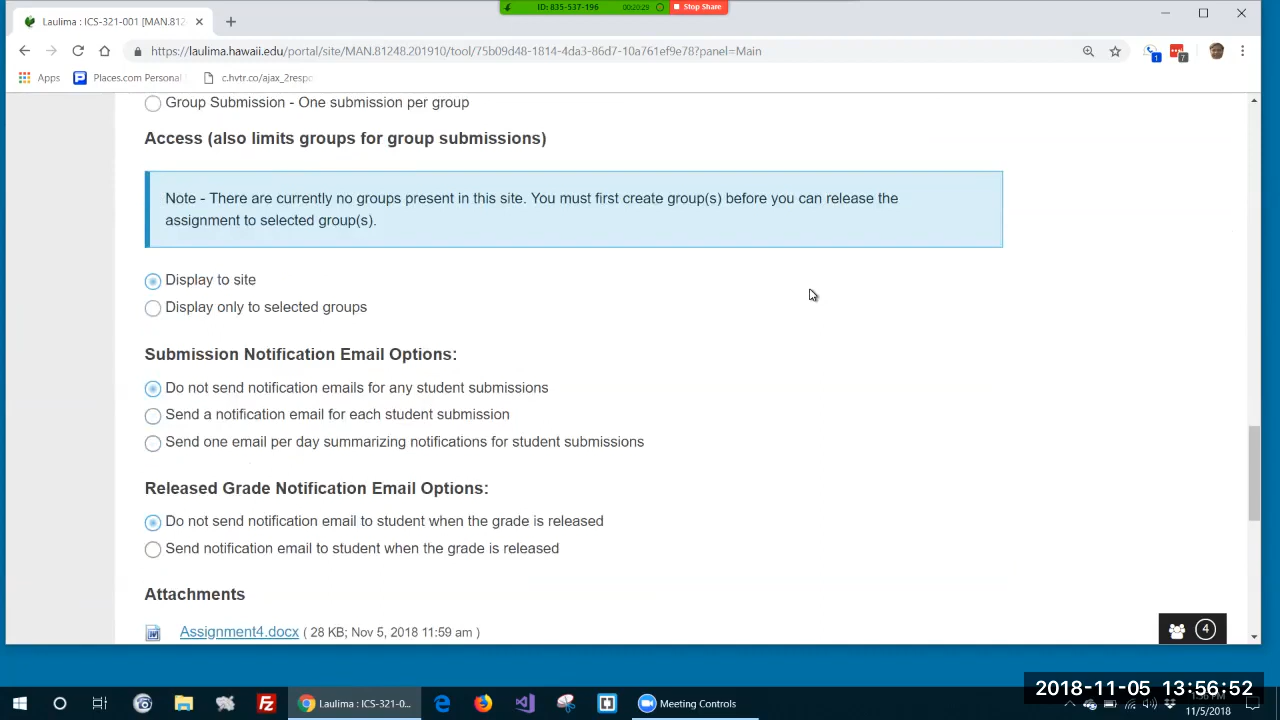 ID: 835-537-196
00:20:29
Stop Share
Laulima : ICS-321-001 [MAN.812
https://laulima.hawaii.edu/portal/site/MAN.81248.201910/tool/75b09d48-1814-4da3-86d7-10a761ef9e78?panel=Main
1
7
Apps
Places.com Personal
c.hvtr.co/ajax_2respo
Group Submission - One submission per group
Access (also limits groups for group submissions)
Note - There are currently no groups present in this site. You must first create group(s) before you can release the
assignment to selected group(s).
Display to site
Display only to selected groups
Submission Notification Email Options:
Do not send notification emails for any student submissions
Send a notification email for each student submission
Send one email per day summarizing notifications for student submissions
Released Grade Notification Email Options:
Do not send notification email to student when the grade is released
Send notification email to student when the grade is released
Attachments
Assignment4.docx ( 28 KB; Nov 5, 2018 11:59 am )
4
Laulima : ICS-321-0...
Meeting Controls
2018-11-05 13:56:52
11/5/2018